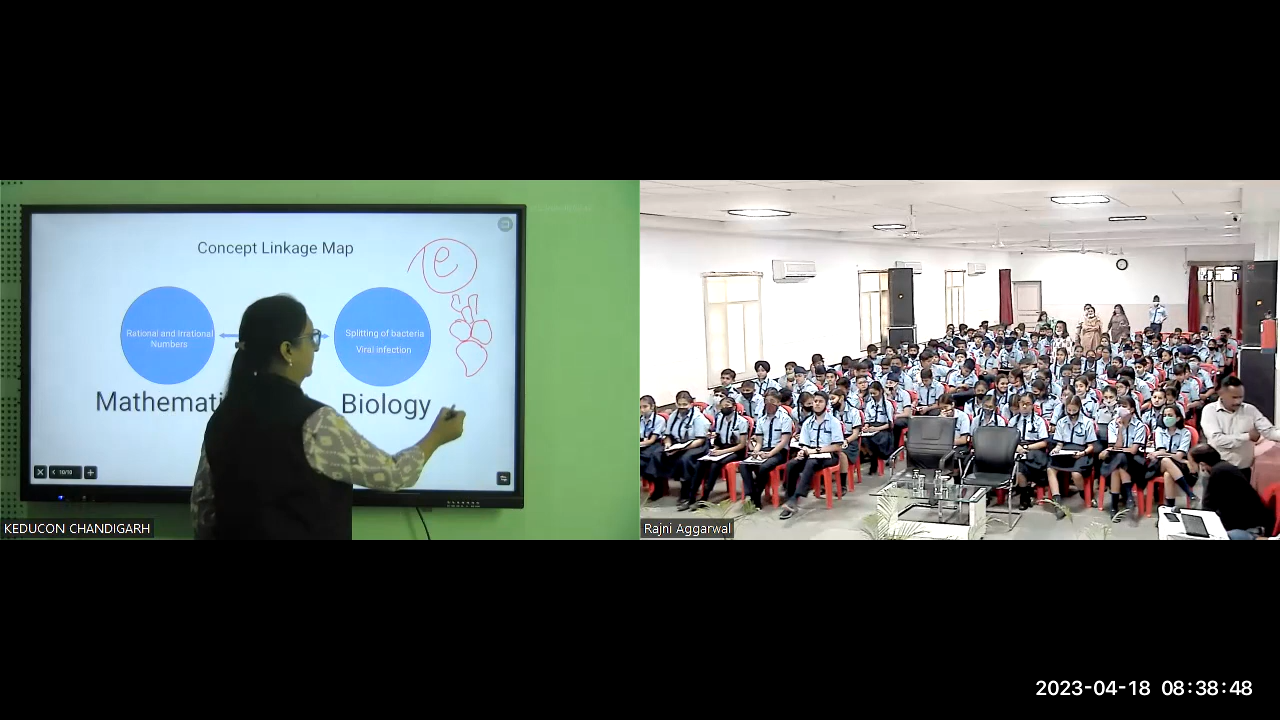 Concept Linkage Map
e
Rational and Irrational
Numbers
Splitting of bacteria
Viral infection
Mathemati
Biology
10/10
KEDUCON CHANDIGARH
Rajni Aggarwal
2023-04-18 08:38:48